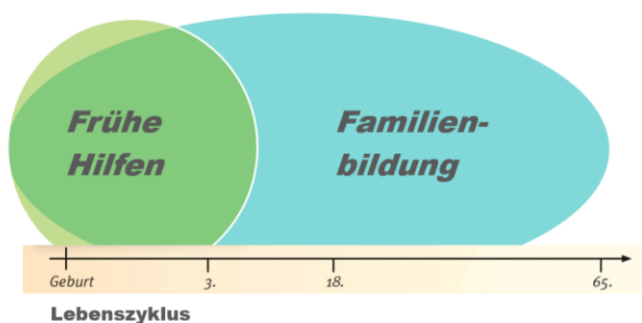 Frühe
Hilfen
Familien-
bildung
Geburt 3. 18. 65.
Lebenszyklus